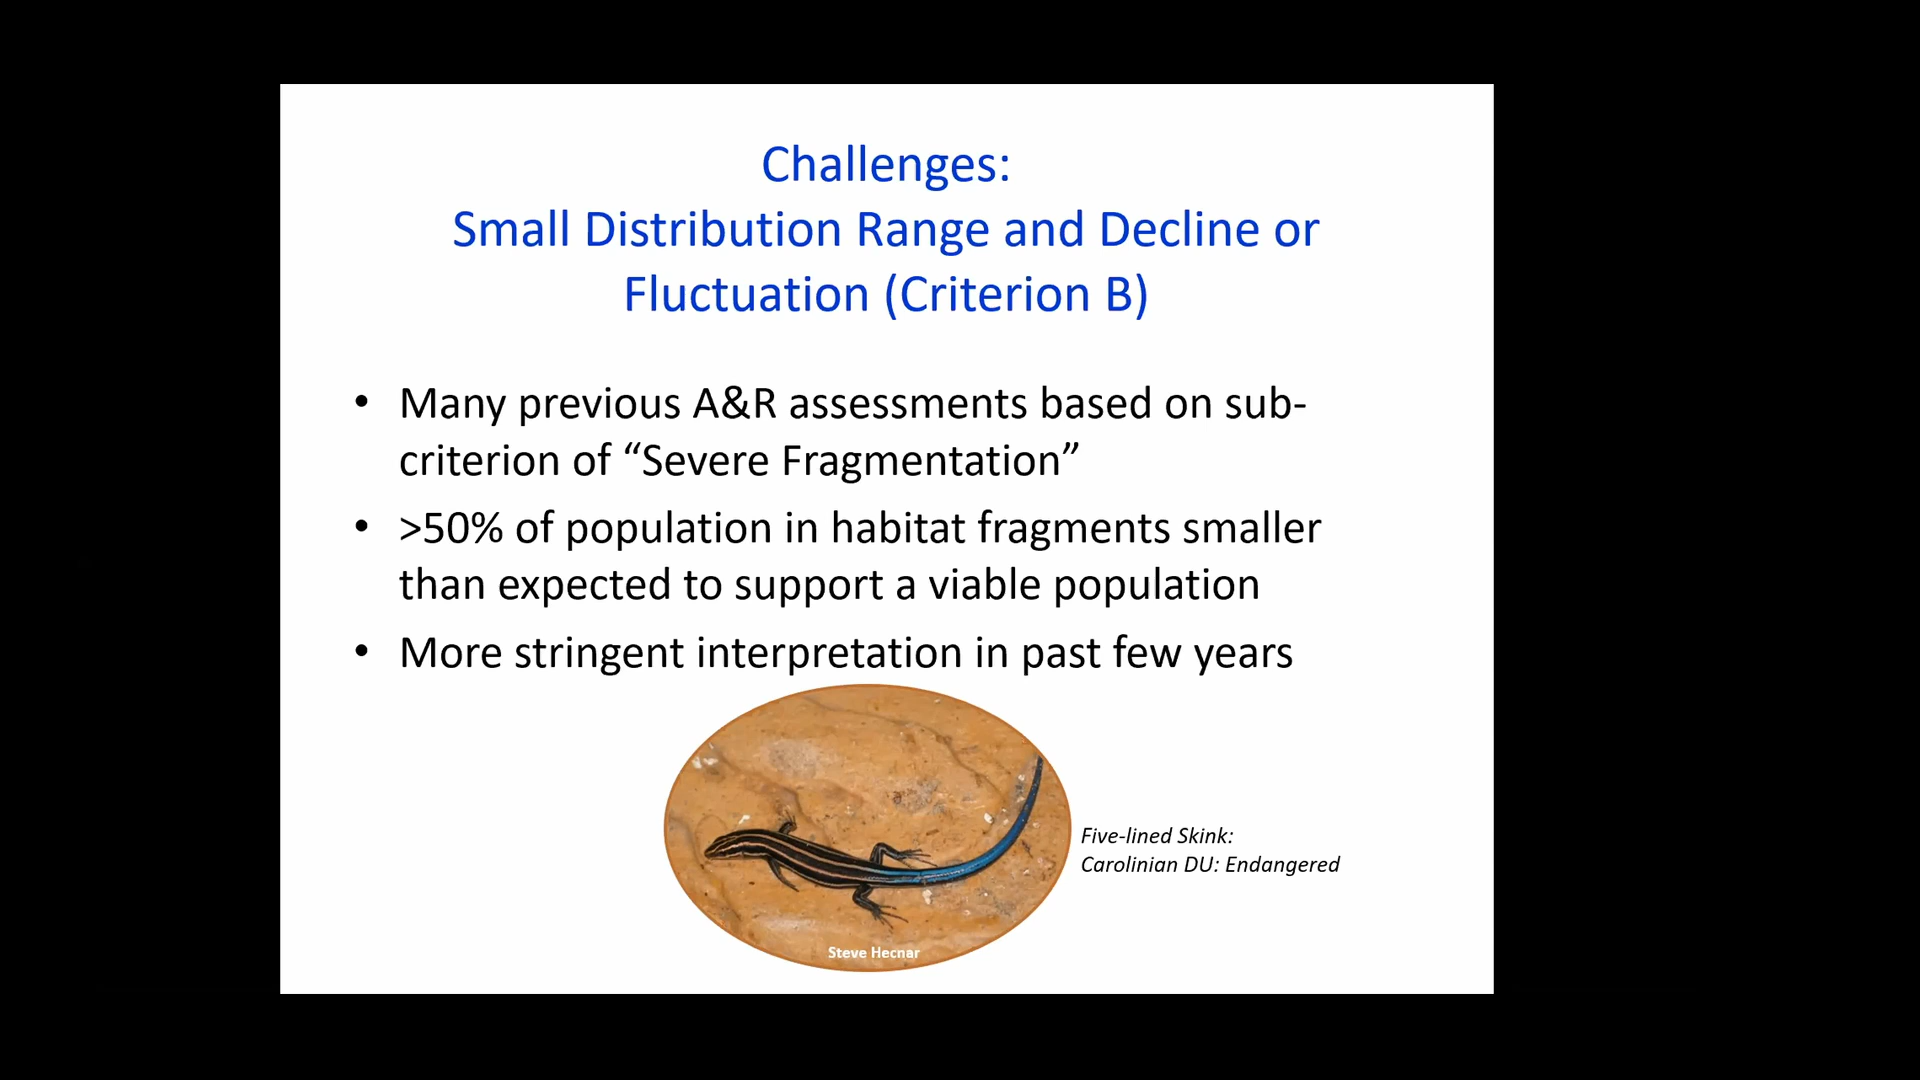 Challenges:
Small Distribution Range and Decline or
Fluctuation (Criterion B)
• Many previous A&R assessments based on sub-
criterion of “Severe Fragmentation”
• >50% of population in habitat fragments smaller
than expected to support a viable population
• More stringent interpretation in past few years
Five-lined Skink:
Carolinian DU: Endangered
Steve Hecnar